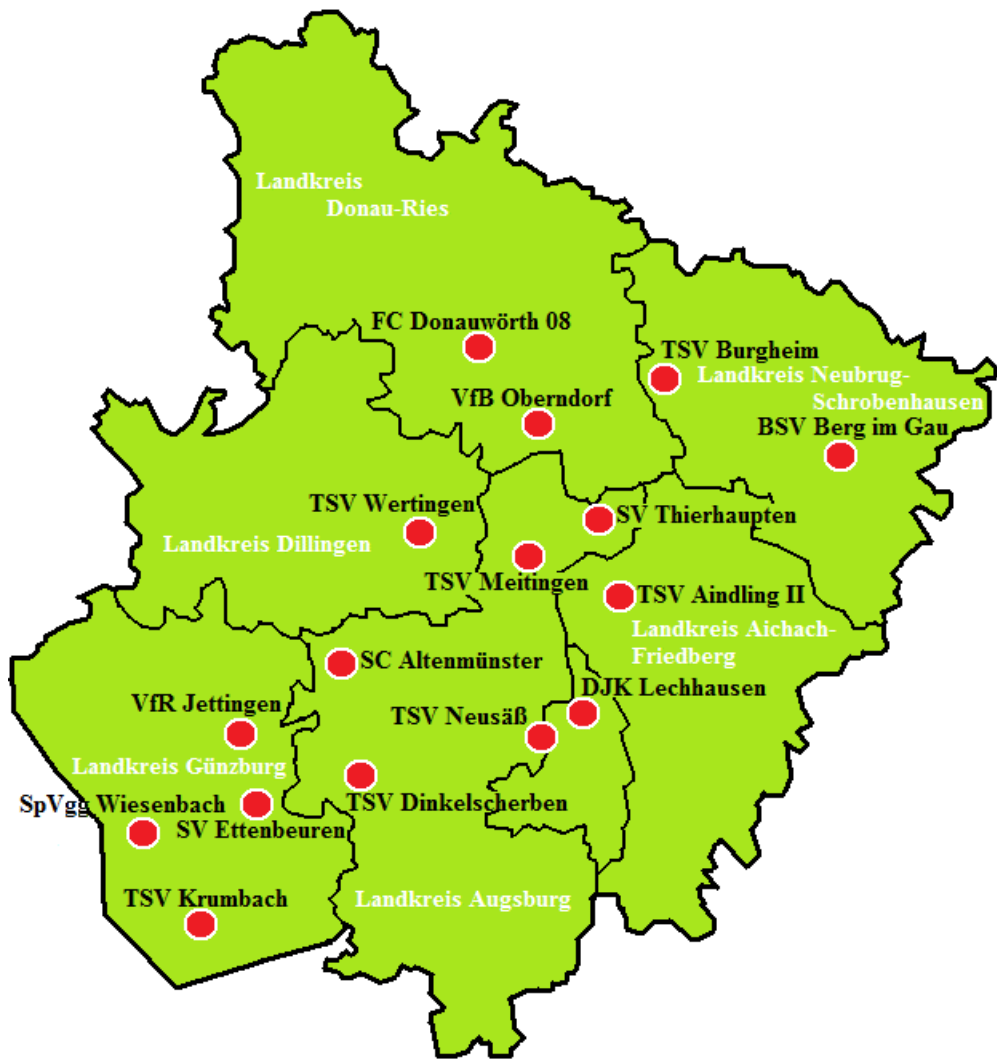 Landkreis
Donau-Ries
FC Donauwörth 08
TSV Burgheim
Landkreis Neubrug-
Schrobenhausen
VfB Oberndorf
BSV Berg im Gau
TSV Wertingen
SV Thierhaupten
Landkreis Dillingen
TSV Meitingen
TSV Aindling II
Landkreis Aichach-
Friedberg
SC Altenmünster
DJK Lechhausen
VfR Jettingen
TSV Neusäß
Landkreis Günzburg
SpVgg Wiesenbach
TSV Dinkelscherben
SV Ettenbeuren
TSV Krumbach
Landkreis Augsburg